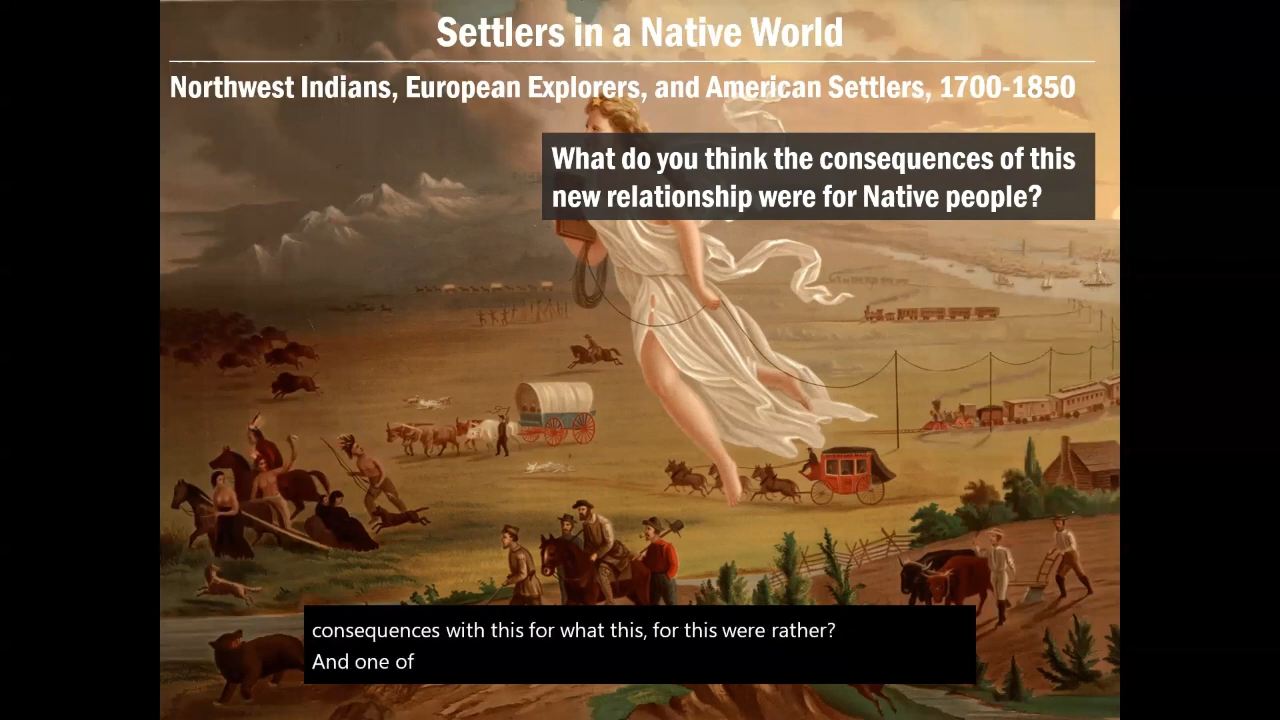 Settlers in a Native World
Northwest Indians, European Explorers, and American Settlers, 1700-1850
What do you think the consequences of this
new relationship were for Native people?
consequences with this for what this, for this were rather?
And one of